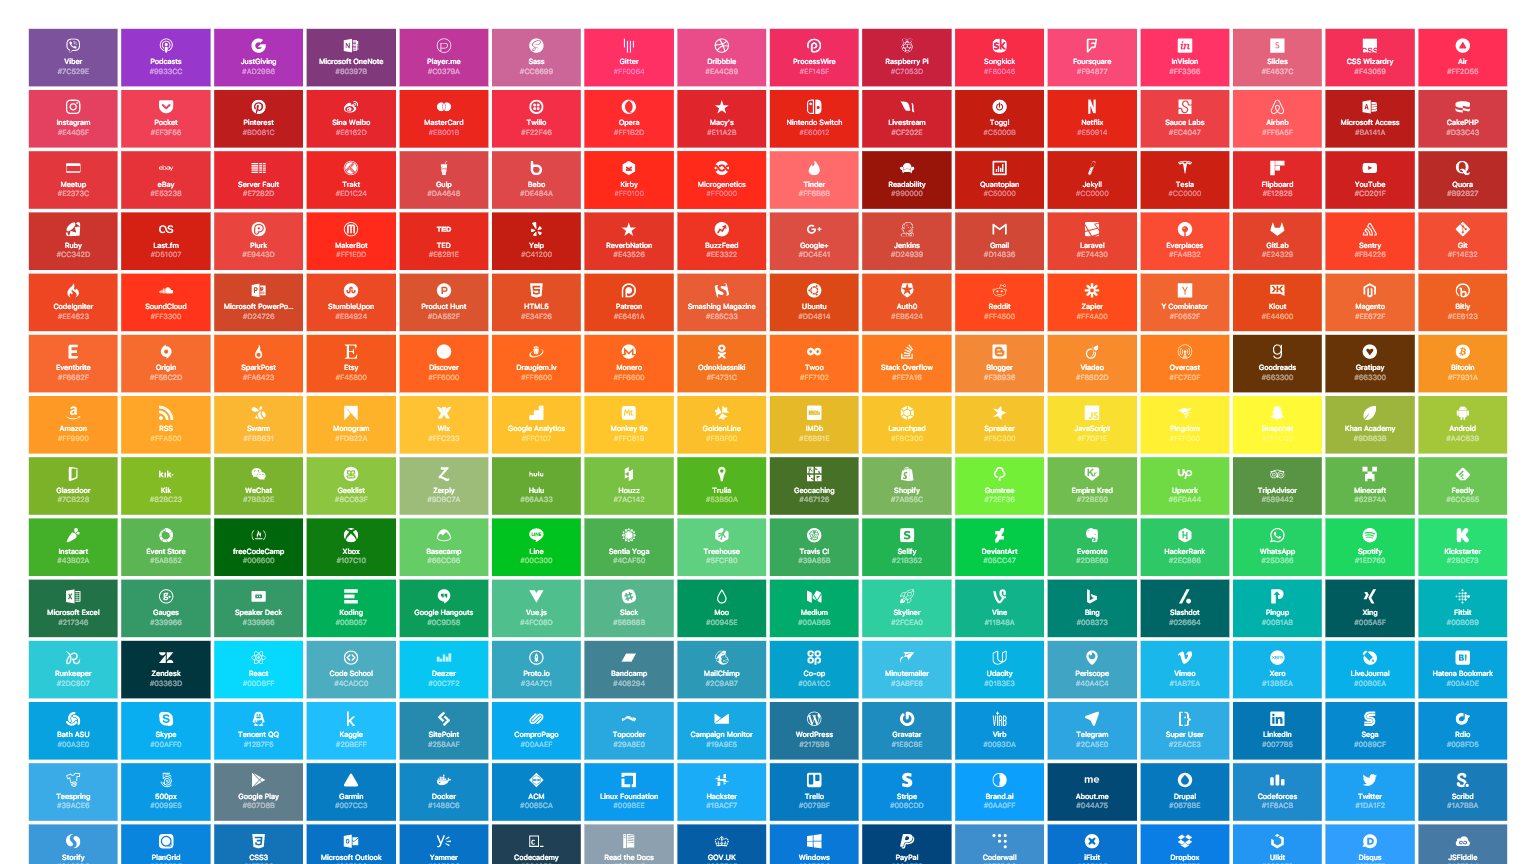 Viber Podcasts JustGiving Microsoft OneNote Player.me Sass Gitter Dribbble ProcessWire Raspberry Pi Songkick Foursquare InVision Slides CSS Wizardry Air
#7C529E #9933CC #AD29B6 #80397B #C0379A #CC6699 #FF0064 #EA4C89 #EF145F #C7053D #F80046 #F94877 #FF3366 #E4637C #F43059 #FF2D55
Instagram Pocket Pinterest Sina Weibo MasterCard Twilio Opera Macy's Nintendo Switch Livestream Toggl Netflix Sauce Labs Airbnb Microsoft Access CakePHP
#E4405F #EF3F56 #BD081C #E6162D #EB001B #F22F46 #FF1B2D #E11A2B #E60012 #CF202E #C5000B #E50914 #EC4047 #FF5A5F #BA141A #D33C43
Meetup eBay Server Fault Trakt Gulp Bebo Kirby Microgenetics Tinder Readability Quantopian Jekyll Tesla Flipboard YouTube Quora
#E2373C #E53238 #E7282D #ED1C24 #DA4648 #DE484A #FF0100 #FF0000 #FF6B6B #990000 #C50000 #CC0000 #CC0000 #E12828 #CD201F #B92B27
Ruby Last.fm Plurk MakerBot TED Yelp ReverbNation BuzzFeed Google+ Jenkins Gmail Laravel Everplaces GitLab Sentry Git
#CC342D #D51007 #E9443D #FF1E0D #E62B1E #C41200 #E43526 #EE3322 #DC4E41 #D24939 #D14836 #E74430 #FA4B32 #E24329 #FB4226 #F14E32
CodeIgniter SoundCloud Microsoft PowerPo... StumbleUpon Product Hunt HTML5 Patreon Smashing Magazine Ubuntu Auth0 Reddit Zapier Y Combinator Klout Magento Bitly
#EE4623 #FF3300 #D24726 #EB4924 #DA552F #E34F26 #E6461A #E85C33 #DD4814 #EB5424 #FF4500 #FF4A00 #F0652F #E44600 #EE672F #EE6123
Eventbrite Origin SparkPost Etsy Discover Draugiem.lv Monero Odnoklassniki Twoo Stack Overflow Blogger Viadeo Overcast Goodreads Gratipay Bitcoin
#F6682F #F56C2D #FA6423 #F45800 #FF6000 #FF6600 #FF6600 #F4731C #FF7102 #FE7A16 #F38936 #F88D2D #FC7E0F #663300 #663300 #F7931A
Amazon RSS Swarm Monogram Wix Google Analytics Monkey tie GoldenLine IMDb Launchpad Spreaker JavaScript Pingdom Snapchat Khan Academy Android
#FF9900 #FFA500 #FFB631 #FDB22A #FFC233 #FFC107 #FFC619 #F6BF00 #E6B91E #F8C300 #F5C300 #F7DF1E #9DB63B #A4C639
Glassdoor Kik WeChat Geeklist Zerply Hulu Houzz Trulia Geocaching Shopify Gumtree Empire Kred Upwork TripAdvisor Minecraft Feedly
#7CB228 #82BC23 #7BB32E #8CC63F #9DBC7A #66AA33 #7AC142 #53B50A #467126 #7AB55C #72EF36 #72BE50 #6FDA44 #589442 #62B74A #6CC655
Instacart Event Store freeCodeCamp Xbox Basecamp Line Sentia Yoga Treehouse Travis CI Sellfy DeviantArt Evernote HackerRank WhatsApp Spotify Kickstarter
#43B02A #5AB552 #006600 #107C10 #66CC66 #00C300 #4CAF50 #5FCF80 #39A85B #21B352 #05CC47 #2DBE60 #2EC866 #25D366 #1ED760 #2BDE73
Microsoft Excel Gauges Speaker Deck Koding Google Hangouts Vue.js Slack Moo Medium Skyliner Vine Bing Slashdot Pingup Xing Fitbit
#217346 #339966 #339966 #00B057 #0C9D58 #4FC08D #56B68B #00945E #00AB6B #2FCEA0 #11B48A #008373 #026664 #00B1AB #005A5F #00B0B9
Runkeeper Zendesk React Code School Deezer Proto.io Bandcamp MailChimp Co-op Minutemailer Udacity Periscope Vimeo Xero LiveJournal Hatena Bookmark
#2DC9D7 #03363D #00D8FF #4CADC0 #00C7F2 #34A7C1 #408294 #2C9AB7 #00A1CC #3ABFE6 #01B3E3 #40A4C4 #1AB7EA #13B5EA #00B0EA #00A4DE
Bath ASU Skype Tencent QQ Kaggle SitePoint ComproPago Topcoder Campaign Monitor WordPress Gravatar Virb Telegram Super User LinkedIn Sega Rdio
#00A3E0 #00AFF0 #12B7F5 #20BEFF #258AAF #00AAEF #29A8E0 #19A9E5 #21759B #1E8CBE #0093DA #2CA5E0 #2EACE3 #0077B5 #0089CF #008FD5
Teespring 500px Google Play Garmin Docker ACM Linux Foundation Hackster Trello Stripe Brand.ai About.me Drupal Codeforces Twitter Scribd
#39ACE6 #0099E5 #607D8B #007CC3 #1488C6 #0085CA #009BEE #1BACF7 #0079BF #008CDD #0AA0FF #044A75 #0678BE #1F8ACB #1DA1F2 #1A7BBA
Storify PlanGrid CSS3 Microsoft Outlook Yammer Codecademy Read the Docs GOV.UK Windows PayPal Coderwall iFixit Dropbox UIkit Disqus JSFiddle